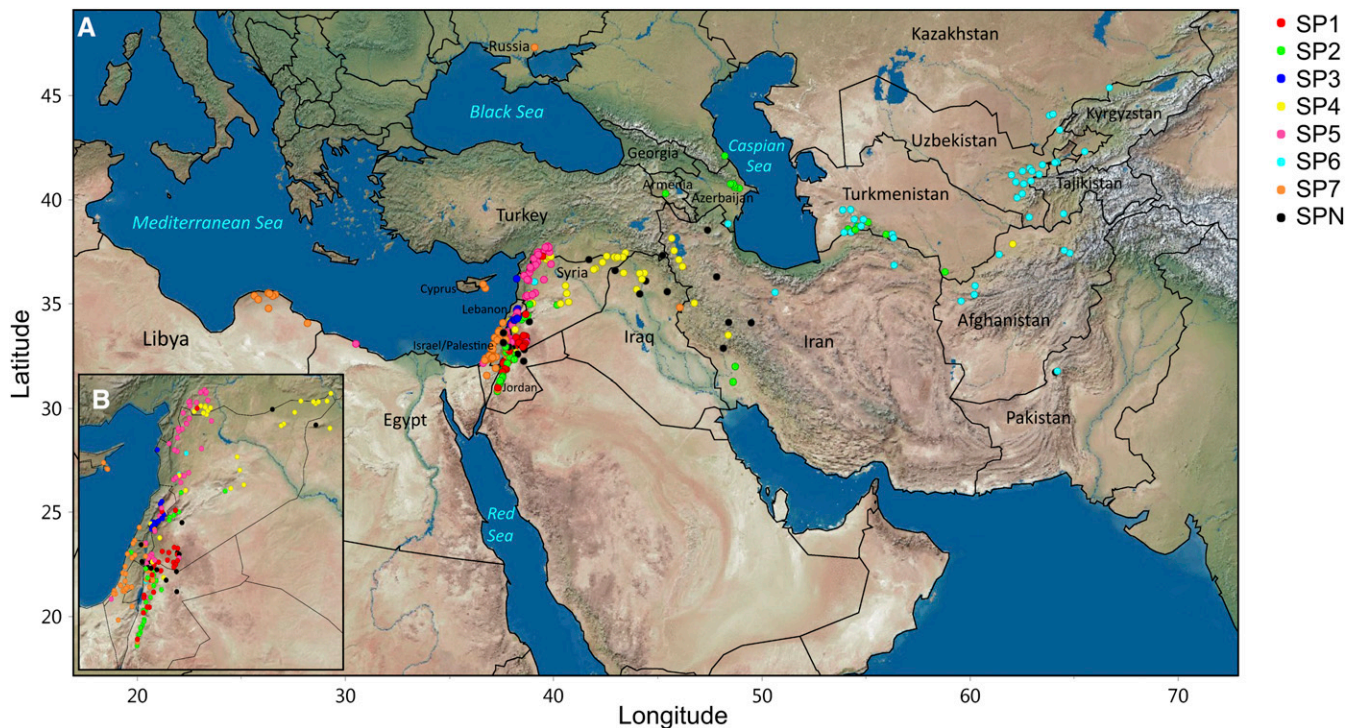 A
SP1
SP2
SP3
SP4
SP5
SP6
SP7
SPN
Russia
Kazakhstan
Black Sea
Caspian
Sea
Uzbekistan
Kyrgyzstan
Georgia
Armenia
Azerbaijan
Turkmenistan
Tajikistan
Mediterranean Sea
Turkey
Cyprus
Syria
Lebanon
Israel/Palestine
Iraq
Iran
Afghanistan
Libya
Jordan
Egypt
Pakistan
Red
Sea
B
45
40
35
30
25
20
Latitude
20
30
40
50
60
70
Longitude